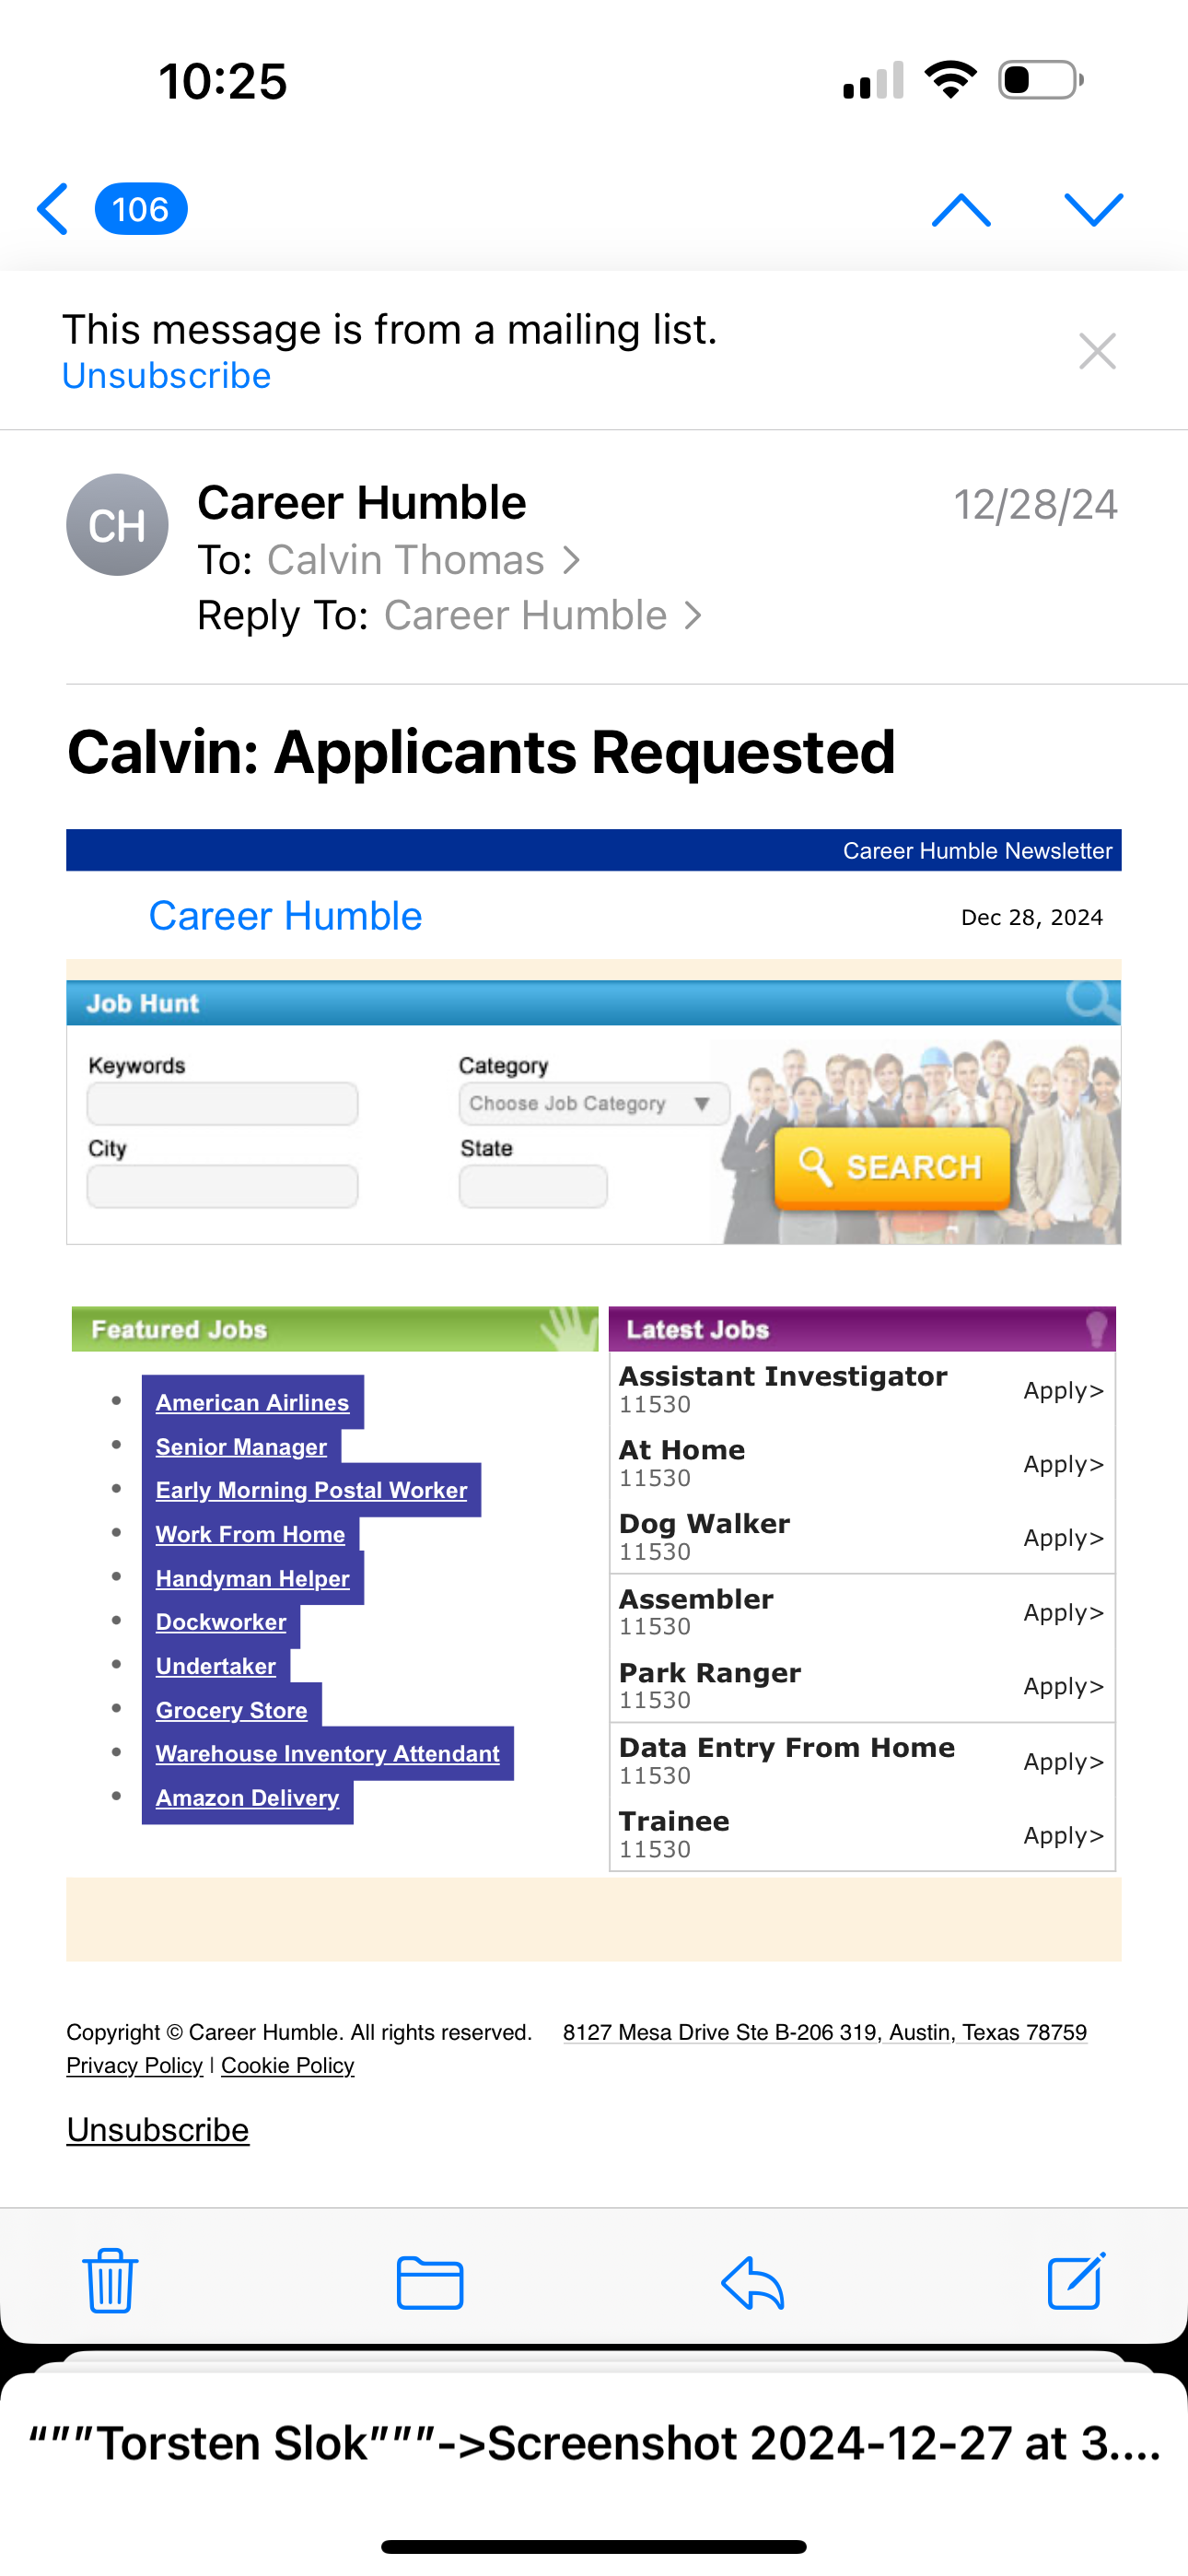 10:25
106
This message is from a mailing list.
Unsubscribe
CH
Career Humble
12/28/24
To: Calvin Thomas
Reply To: Career Humble
Calvin: Applicants Requested
Career Humble Newsletter
Career Humble
Dec 28, 2024
Job Hunt
Keywords
Category
Choose Job Category
City
State
SEARCH
Featured Jobs
American Airlines
Senior Manager
Early Morning Postal Worker
Work From Home
Handyman Helper
Dockworker
Undertaker
Grocery Store
Warehouse Inventory Attendant
Amazon Delivery
Latest Jobs
Assistant Investigator
11530
Apply>
At Home
11530
Apply>
Dog Walker
11530
Apply>
Assembler
11530
Apply>
Park Ranger
11530
Apply>
Data Entry From Home
11530
Apply>
Trainee
11530
Apply>
Copyright © Career Humble. All rights reserved. 8127 Mesa Drive Ste B-206 319, Austin, Texas 78759
Privacy Policy | Cookie Policy
Unsubscribe
“””Torsten Slok”””->Screenshot 2024-12-27 at 3....